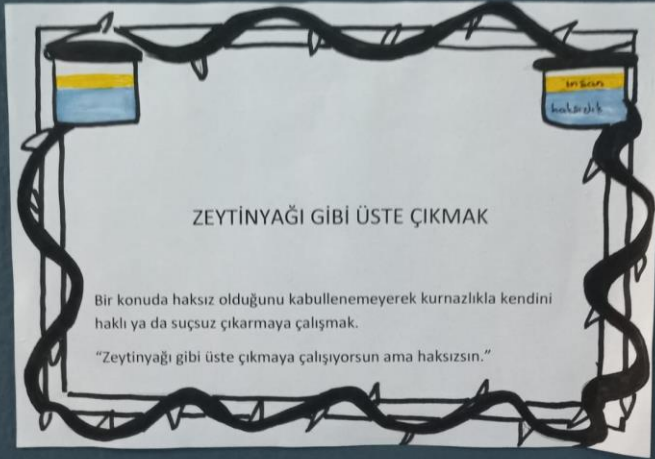 insan
haksızlık
ZEYTİNYAĞI GİBİ ÜSTE ÇIKMAK
Bir konuda haksız olduğunu kabullenemeyerek kurnazlıkla kendini
haklı ya da suçsuz çıkarmaya çalışmak.
“Zeytinyağı gibi üste çıkmaya çalışıyorsun ama haksızsın.”